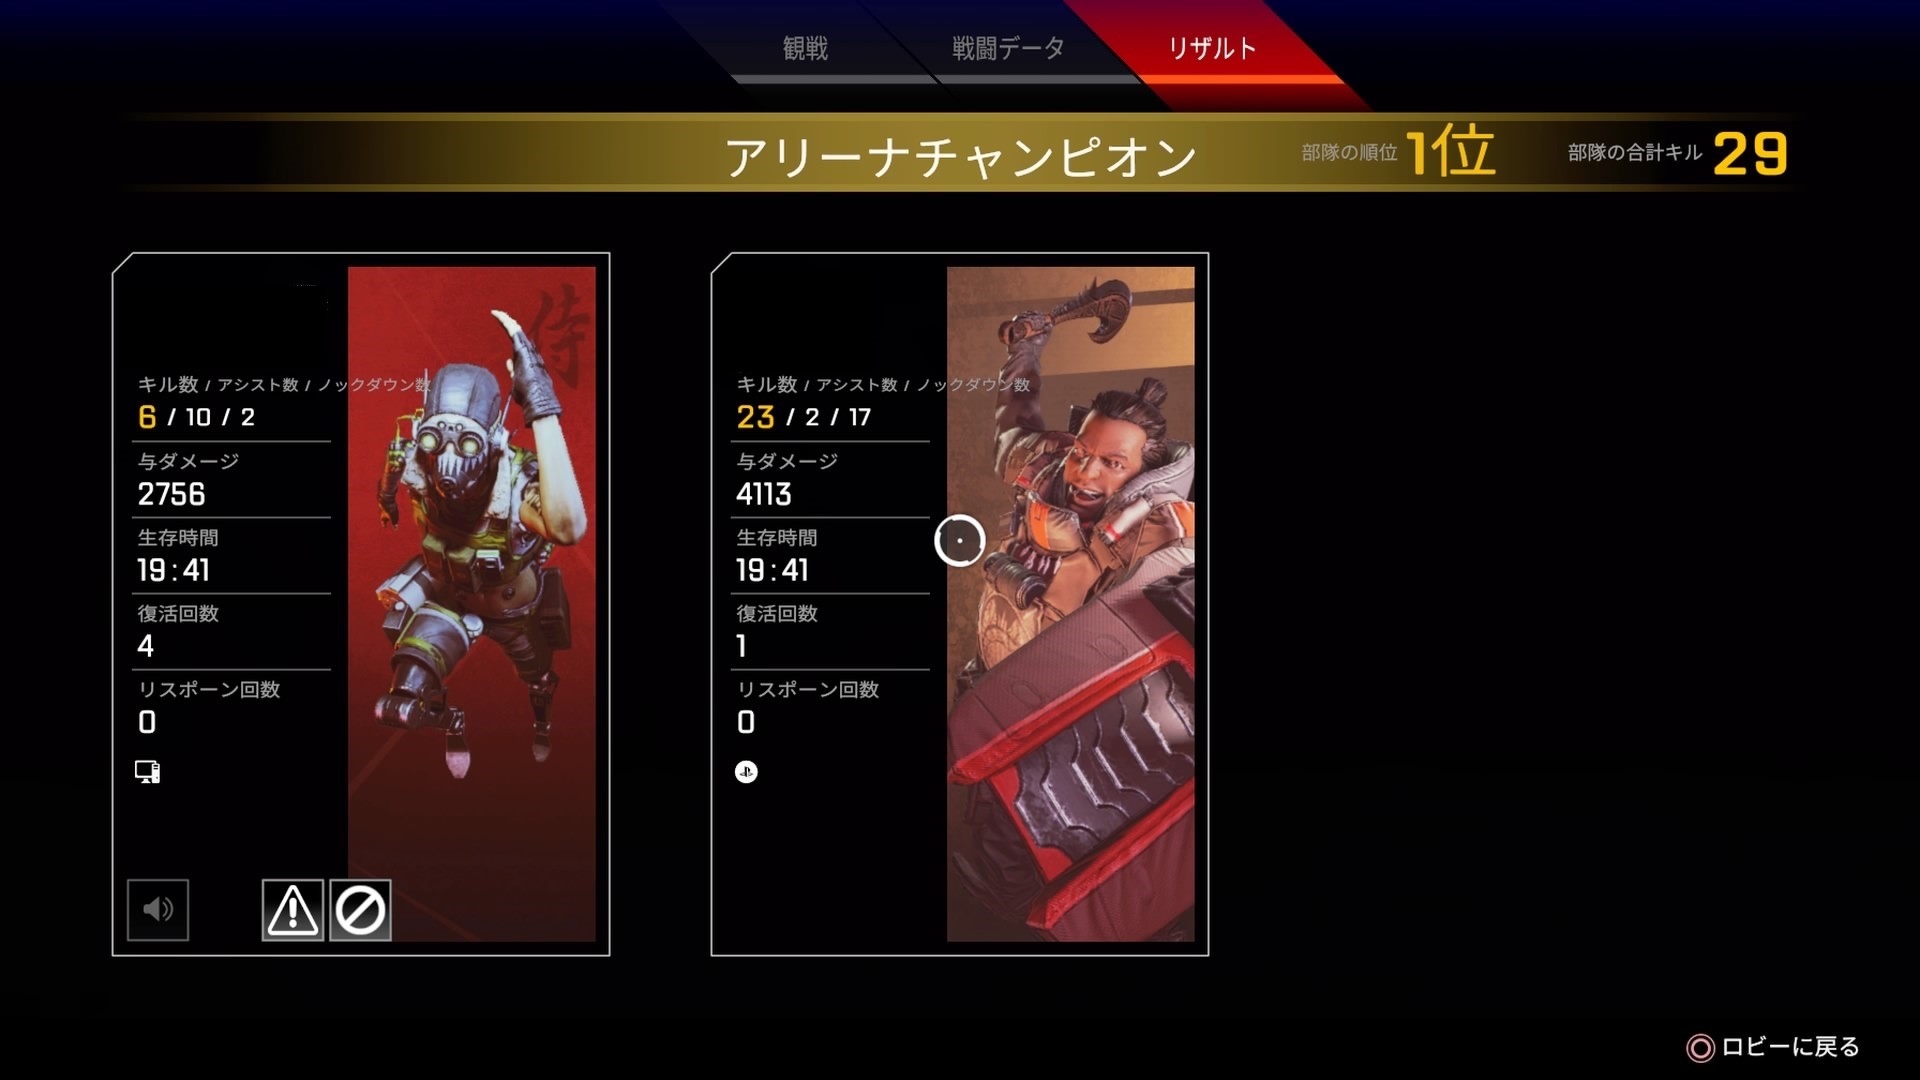 観戦
戦闘データ
リザルト
アリーナチャンピオン
部隊の順位 1位
部隊の合計キル 29
侍
キル数 / アシスト数 / ノックダウン数
6 / 10 / 2
与ダメージ
2756
生存時間
19:41
復活回数
4
リスポーン回数
0
キル数 / アシスト数 / ノックダウン数
23 / 2 / 17
与ダメージ
4113
生存時間
19:41
復活回数
1
リスポーン回数
0
ロビーに戻る